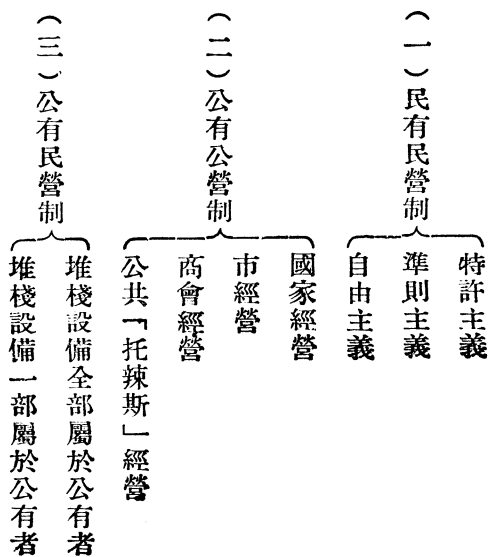 （一）民有民營制
特許主義
準則主義
自由主義
（二）公有公營制
國家經營
市經營
商會經營
公共「托辣斯」經營
（三）公有民營制
堆棧設備全部屬於公有者
堆棧設備一部屬於公有者